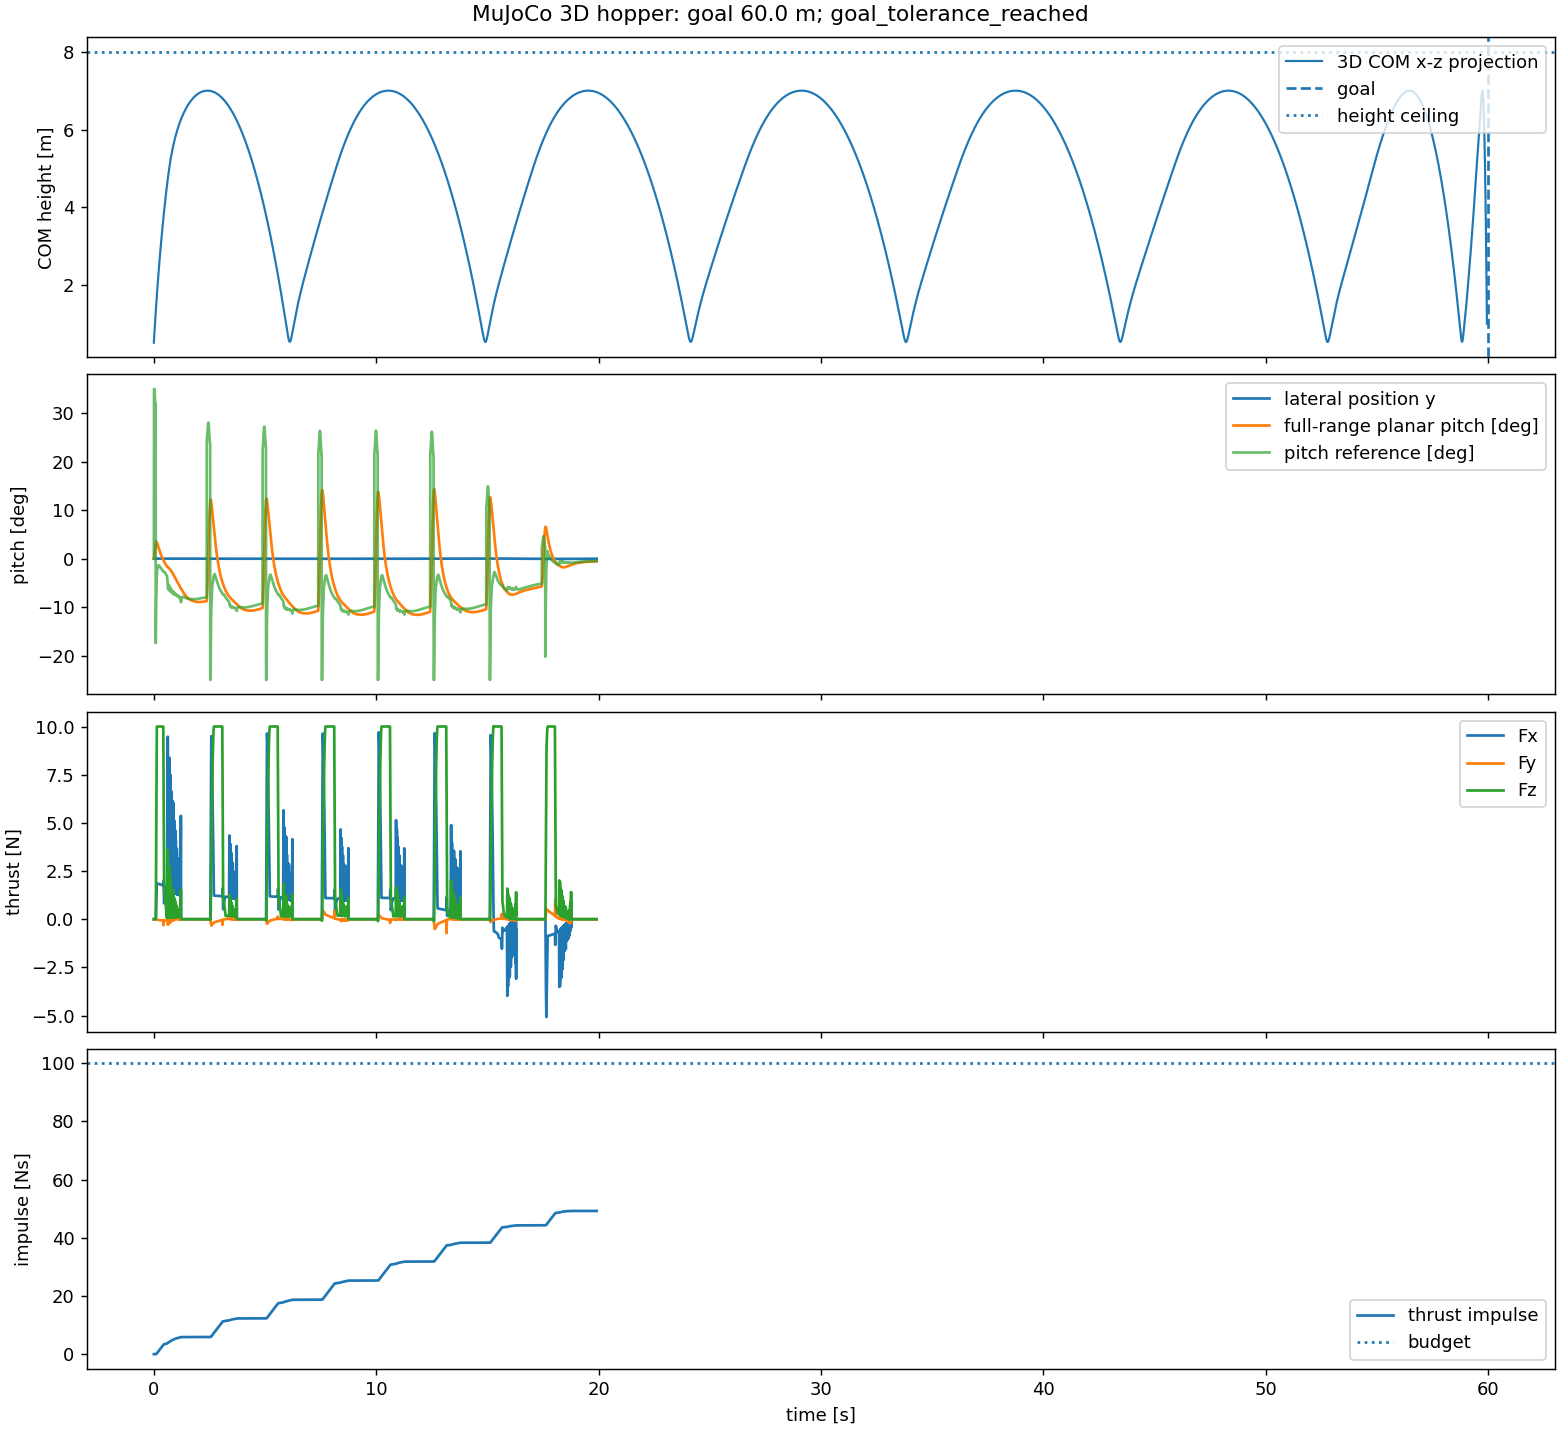 MuJoCo 3D hopper: goal 60.0 m; goal_tolerance_reached
8
6
4
2
COM height [m]
3D COM x-z projection
goal
height ceiling
30
20
10
0
−10
−20
pitch [deg]
lateral position y
full-range planar pitch [deg]
pitch reference [deg]
10.0
7.5
5.0
2.5
0.0
−2.5
−5.0
thrust [N]
Fx
Fy
Fz
100
80
60
40
20
0
impulse [Ns]
thrust impulse
budget
0 10 20 30 40 50 60
time [s]